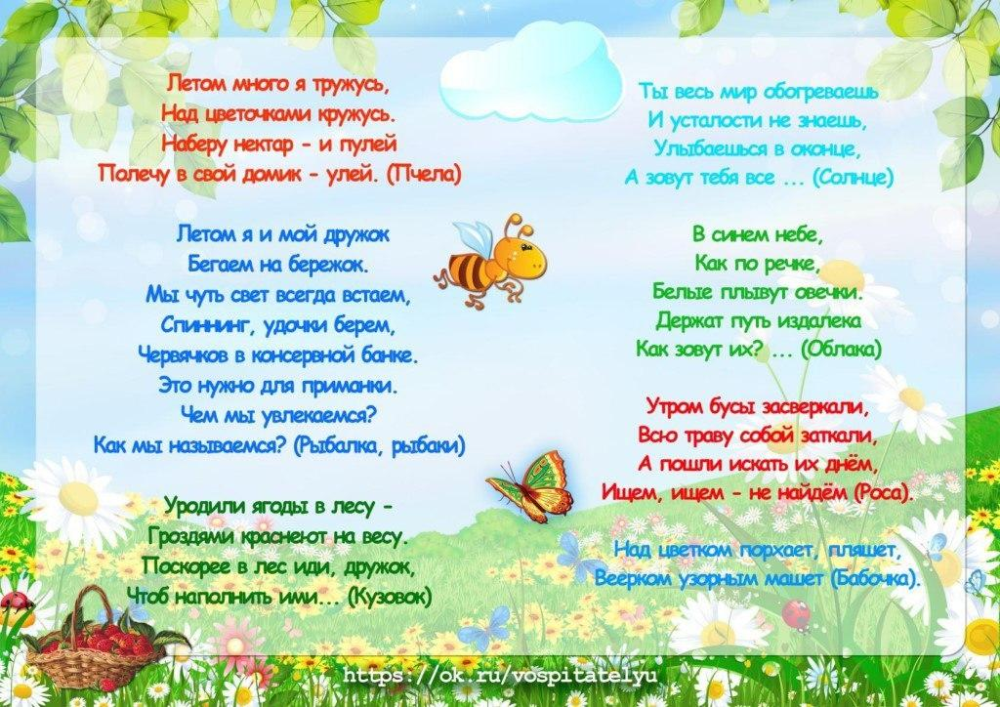 Летом много я тружусь,
Над цветочками кружусь.
Наберу нектар - и пулей
Полечу в свой домик - улей. (Пчела)
Летом я и мой дружок
Бегаем на бережок.
Мы чуть свет всегда встаем,
Спиннинг, удочки берем,
Червячков в консервной банке.
Это нужно для приманки.
Чем мы увлекаемся?
Как мы называемся? (Рыбалка, рыбаки)
Уродили ягоды в лесу -
Гроздями краснеют на весу.
Поскорее в лес иди, дружок,
Чтоб наполнить ими... (Кузовок)
Ты весь мир обогреваешь
И усталости не знаешь,
Улыбаешься в оконце,
А зовут тебя все ... (Солнце)
В синем небе,
Как по речке,
Белые плывут овечки.
Держат путь издалека
Как зовут их? ... (Облака)
Утром бусы засверкали,
Всю траву собой заткали,
А пошли искать их днём,
Ищем, ищем - не найдём (Роса).
Над цветком порхает, пляшет,
Веерком узорным машет (Бабочка).
https://ok.ru/vospitatelyu